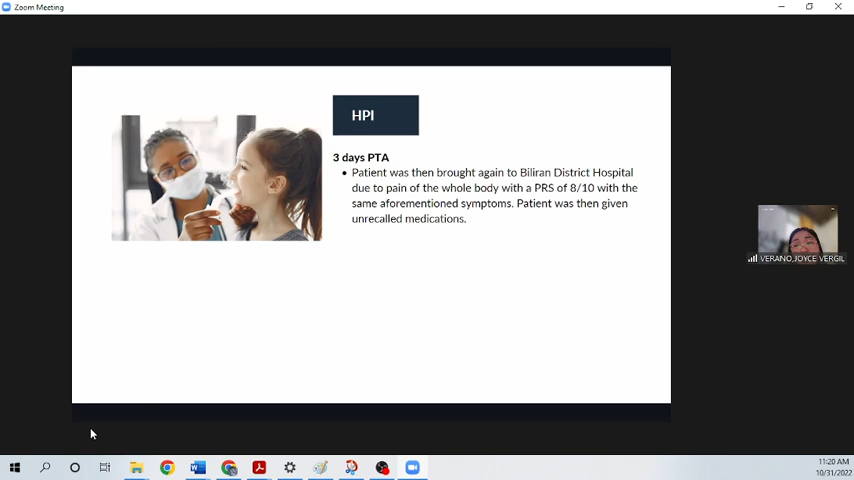 Zoom Meeting
HPI
3 days PTA
• Patient was then brought again to Biliran District Hospital
due to pain of the whole body with a PRS of 8/10 with the
same aforementioned symptoms. Patient was then given
unrecalled medications.
VERANO,JOYCE VERGIL
11:20 AM
10/31/2022